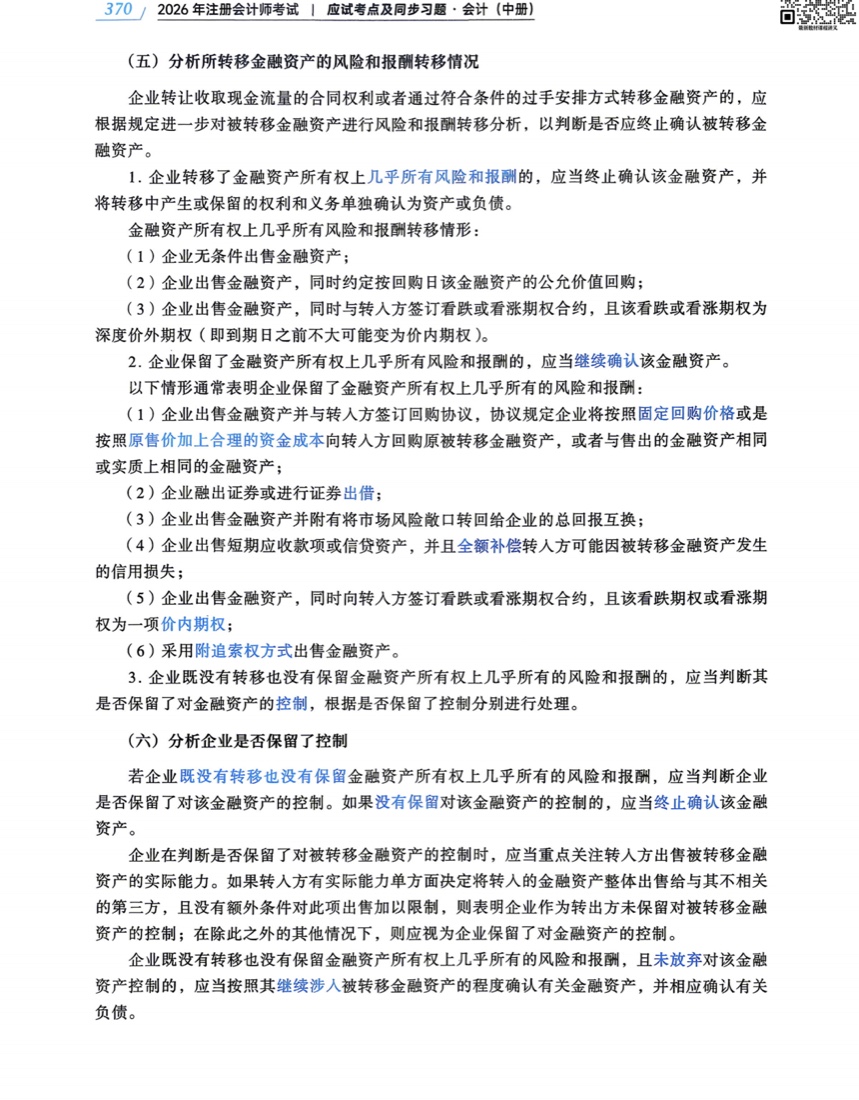 370 / 2026 年注册会计师考试 | 应试考点及同步习题·会计（中册）
（五）分析所转移金融资产的风险和报酬转移情况
企业转让收取现金流量的合同权利或者通过符合条件的过手安排方式转移金融资产的，应
根据规定进一步对被转移金融资产进行风险和报酬转移分析，以判断是否应终止确认被转移金
融资产。
1. 企业转移了金融资产所有权上几乎所有风险和报酬的，应当终止确认该金融资产，并
将转移中产生或保留的权利和义务单独确认为资产或负债。
金融资产所有权上几乎所有风险和报酬转移情形：
（1）企业无条件出售金融资产；
（2）企业出售金融资产，同时约定按回购日该金融资产的公允价值回购；
（3）企业出售金融资产，同时与转入方签订看跌或看涨期权合约，且该看跌或看涨期权为
深度价外期权（即到期日之前不大可能变为价内期权）。
2. 企业保留了金融资产所有权上几乎所有风险和报酬的，应当继续确认该金融资产。
以下情形通常表明企业保留了金融资产所有权上几乎所有的风险和报酬：
（1）企业出售金融资产并与转入方签订回购协议，协议规定企业将按照固定回购价格或是
按照原售价加上合理的资金成本向转入方回购原被转移金融资产，或者与售出的金融资产相同
或实质上相同的金融资产；
（2）企业融出证券或进行证券出借；
（3）企业出售金融资产并附有将市场风险敞口转回给企业的总回报互换；
（4）企业出售短期应收款项或信贷资产，并且全额补偿转入方可能因被转移金融资产发生
的信用损失；
（5）企业出售金融资产，同时向转入方签订看跌或看涨期权合约，且该看跌期权或看涨期
权为一项价内期权；
（6）采用附追索权方式出售金融资产。
3. 企业既没有转移也没有保留金融资产所有权上几乎所有的风险和报酬的，应当判断其
是否保留了对金融资产的控制，根据是否保留了控制分别进行处理。
（六）分析企业是否保留了控制
若企业既没有转移也没有保留金融资产所有权上几乎所有的风险和报酬，应当判断企业
是否保留了对该金融资产的控制。如果没有保留对该金融资产的控制的，应当终止确认该金融
资产。
企业在判断是否保留了对被转移金融资产的控制时，应当重点关注转入方出售被转移金融
资产的实际能力。如果转入方有实际能力单方面决定将转入的金融资产整体出售给与其不相关
的第三方，且没有额外条件对此项出售加以限制，则表明企业作为转出方未保留对被转移金融
资产的控制；在除此之外的其他情况下，则应视为企业保留了对金融资产的控制。
企业既没有转移也没有保留金融资产所有权上几乎所有的风险和报酬，且未放弃对该金融
资产控制的，应当按照其继续涉入被转移金融资产的程度确认有关金融资产，并相应确认有关
负债。